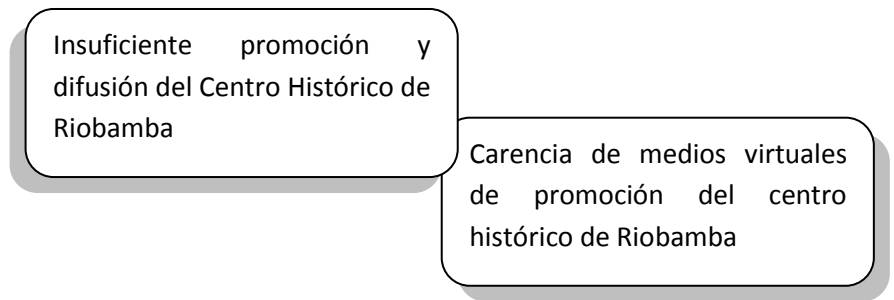 Insuficiente promoción y
difusión del Centro Histórico de
Riobamba
Carencia de medios virtuales
de promoción del centro
histórico de Riobamba